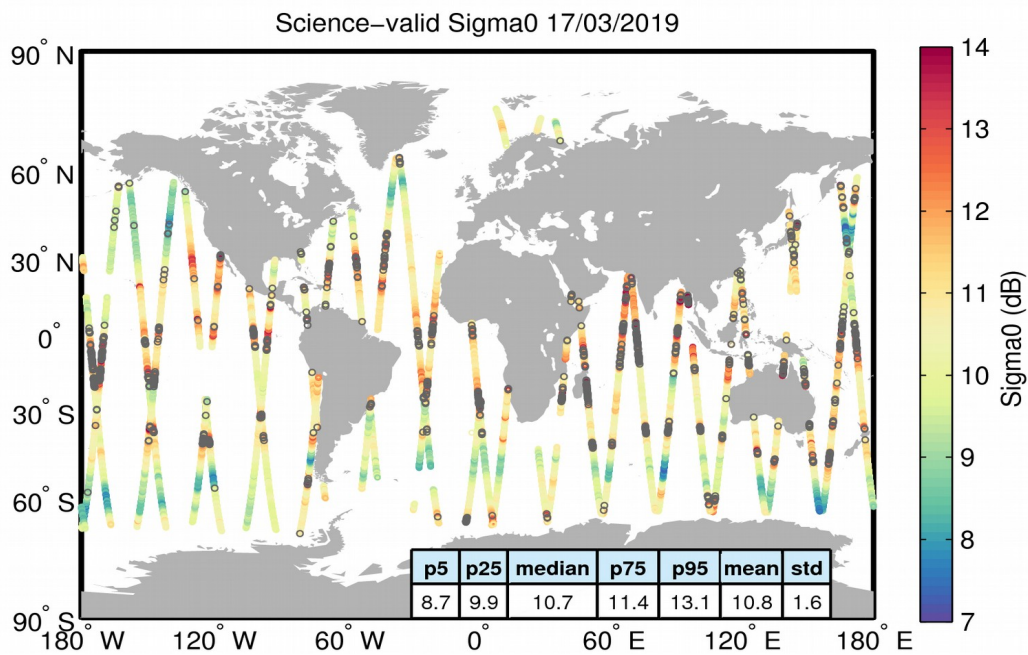 Science−valid Sigma0 17/03/2019
90° N
60° N
30° N
0°
30° S
60° S
90° S
180° W
120° W
60° W
0°
60° E
120° E
180° E
14
13
12
11
10
9
8
7
Sigma0 (dB)
p5 p25 median p75 p95 mean std
8.7 9.9 10.7 11.4 13.1 10.8 1.6